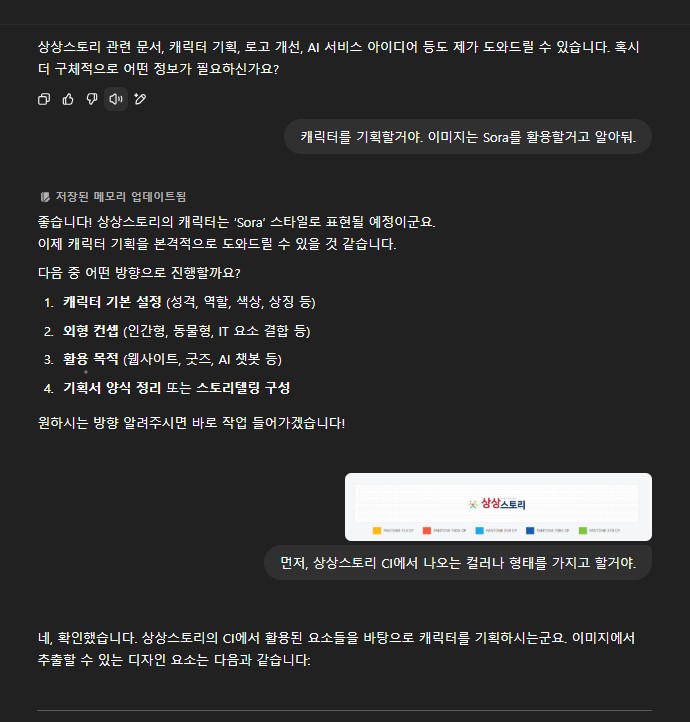 상상스토리 관련 문서, 캐릭터 기획, 로고 개선, AI 서비스 아이디어 등도 제가 도와드릴 수 있습니다. 혹시
더 구체적으로 어떤 정보가 필요하신가요?
캐릭터를 기획할거야. 이미지는 Sora를 활용할거고 알아둬.
저장된 메모리 업데이트됨
좋습니다! 상상스토리의 캐릭터는 ‘Sora’ 스타일로 표현될 예정이군요.
이제 캐릭터 기획을 본격적으로 도와드릴 수 있을 것 같습니다.
다음 중 어떤 방향으로 진행할까요?
1. 캐릭터 기본 설정 (성격, 역할, 색상, 상징 등)
2. 외형 컨셉 (인간형, 동물형, IT 요소 결합 등)
3. 활용 목적 (웹사이트, 굿즈, AI 챗봇 등)
4. 기획서 양식 정리 또는 스토리텔링 구성
원하시는 방향 알려주시면 바로 작업 들어가겠습니다!
상상스토리
먼저, 상상스토리 CI에서 나오는 컬러나 형태를 가지고 할거야.
네, 확인했습니다. 상상스토리의 CI에서 활용된 요소들을 바탕으로 캐릭터를 기획하시는군요. 이미지에서
추출할 수 있는 디자인 요소는 다음과 같습니다: